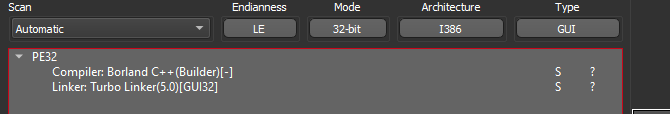 Scan Endianness Mode Architecture Type
Automatic LE 32-bit I386 GUI
PE32
Compiler: Borland C++(Builder)[-] S ?
Linker: Turbo Linker(5.0)[GUI32] S ?